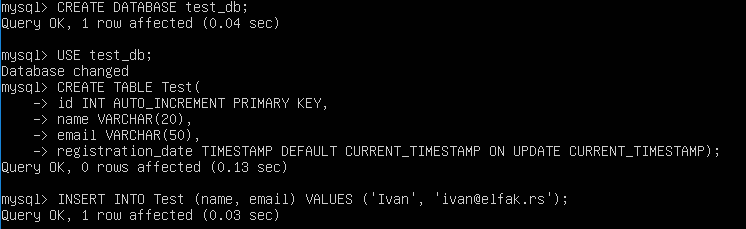 mysql> CREATE DATABASE test_db;
Query OK, 1 row affected (0.04 sec)
mysql> USE test_db;
Database changed
mysql> CREATE TABLE Test(
    -> id INT AUTO_INCREMENT PRIMARY KEY,
    -> name VARCHAR(20),
    -> email VARCHAR(50),
    -> registration_date TIMESTAMP DEFAULT CURRENT_TIMESTAMP ON UPDATE CURRENT_TIMESTAMP);
Query OK, 0 rows affected (0.13 sec)
mysql> INSERT INTO Test (name, email) VALUES ('Ivan', 'ivan@elfak.rs');
Query OK, 1 row affected (0.03 sec)